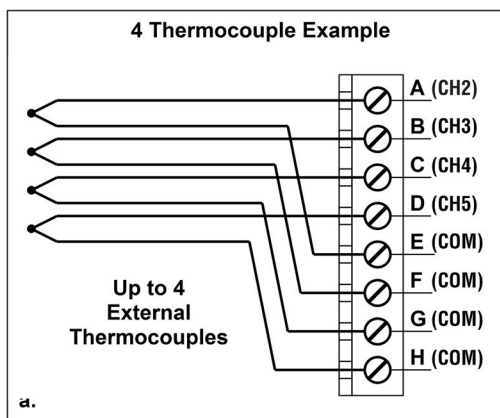 4 Thermocouple Example
A (CH2)
B (CH3)
C (CH4)
D (CH5)
E (COM)
F (COM)
G (COM)
H (COM)
Up to 4
External
Thermocouples
a.